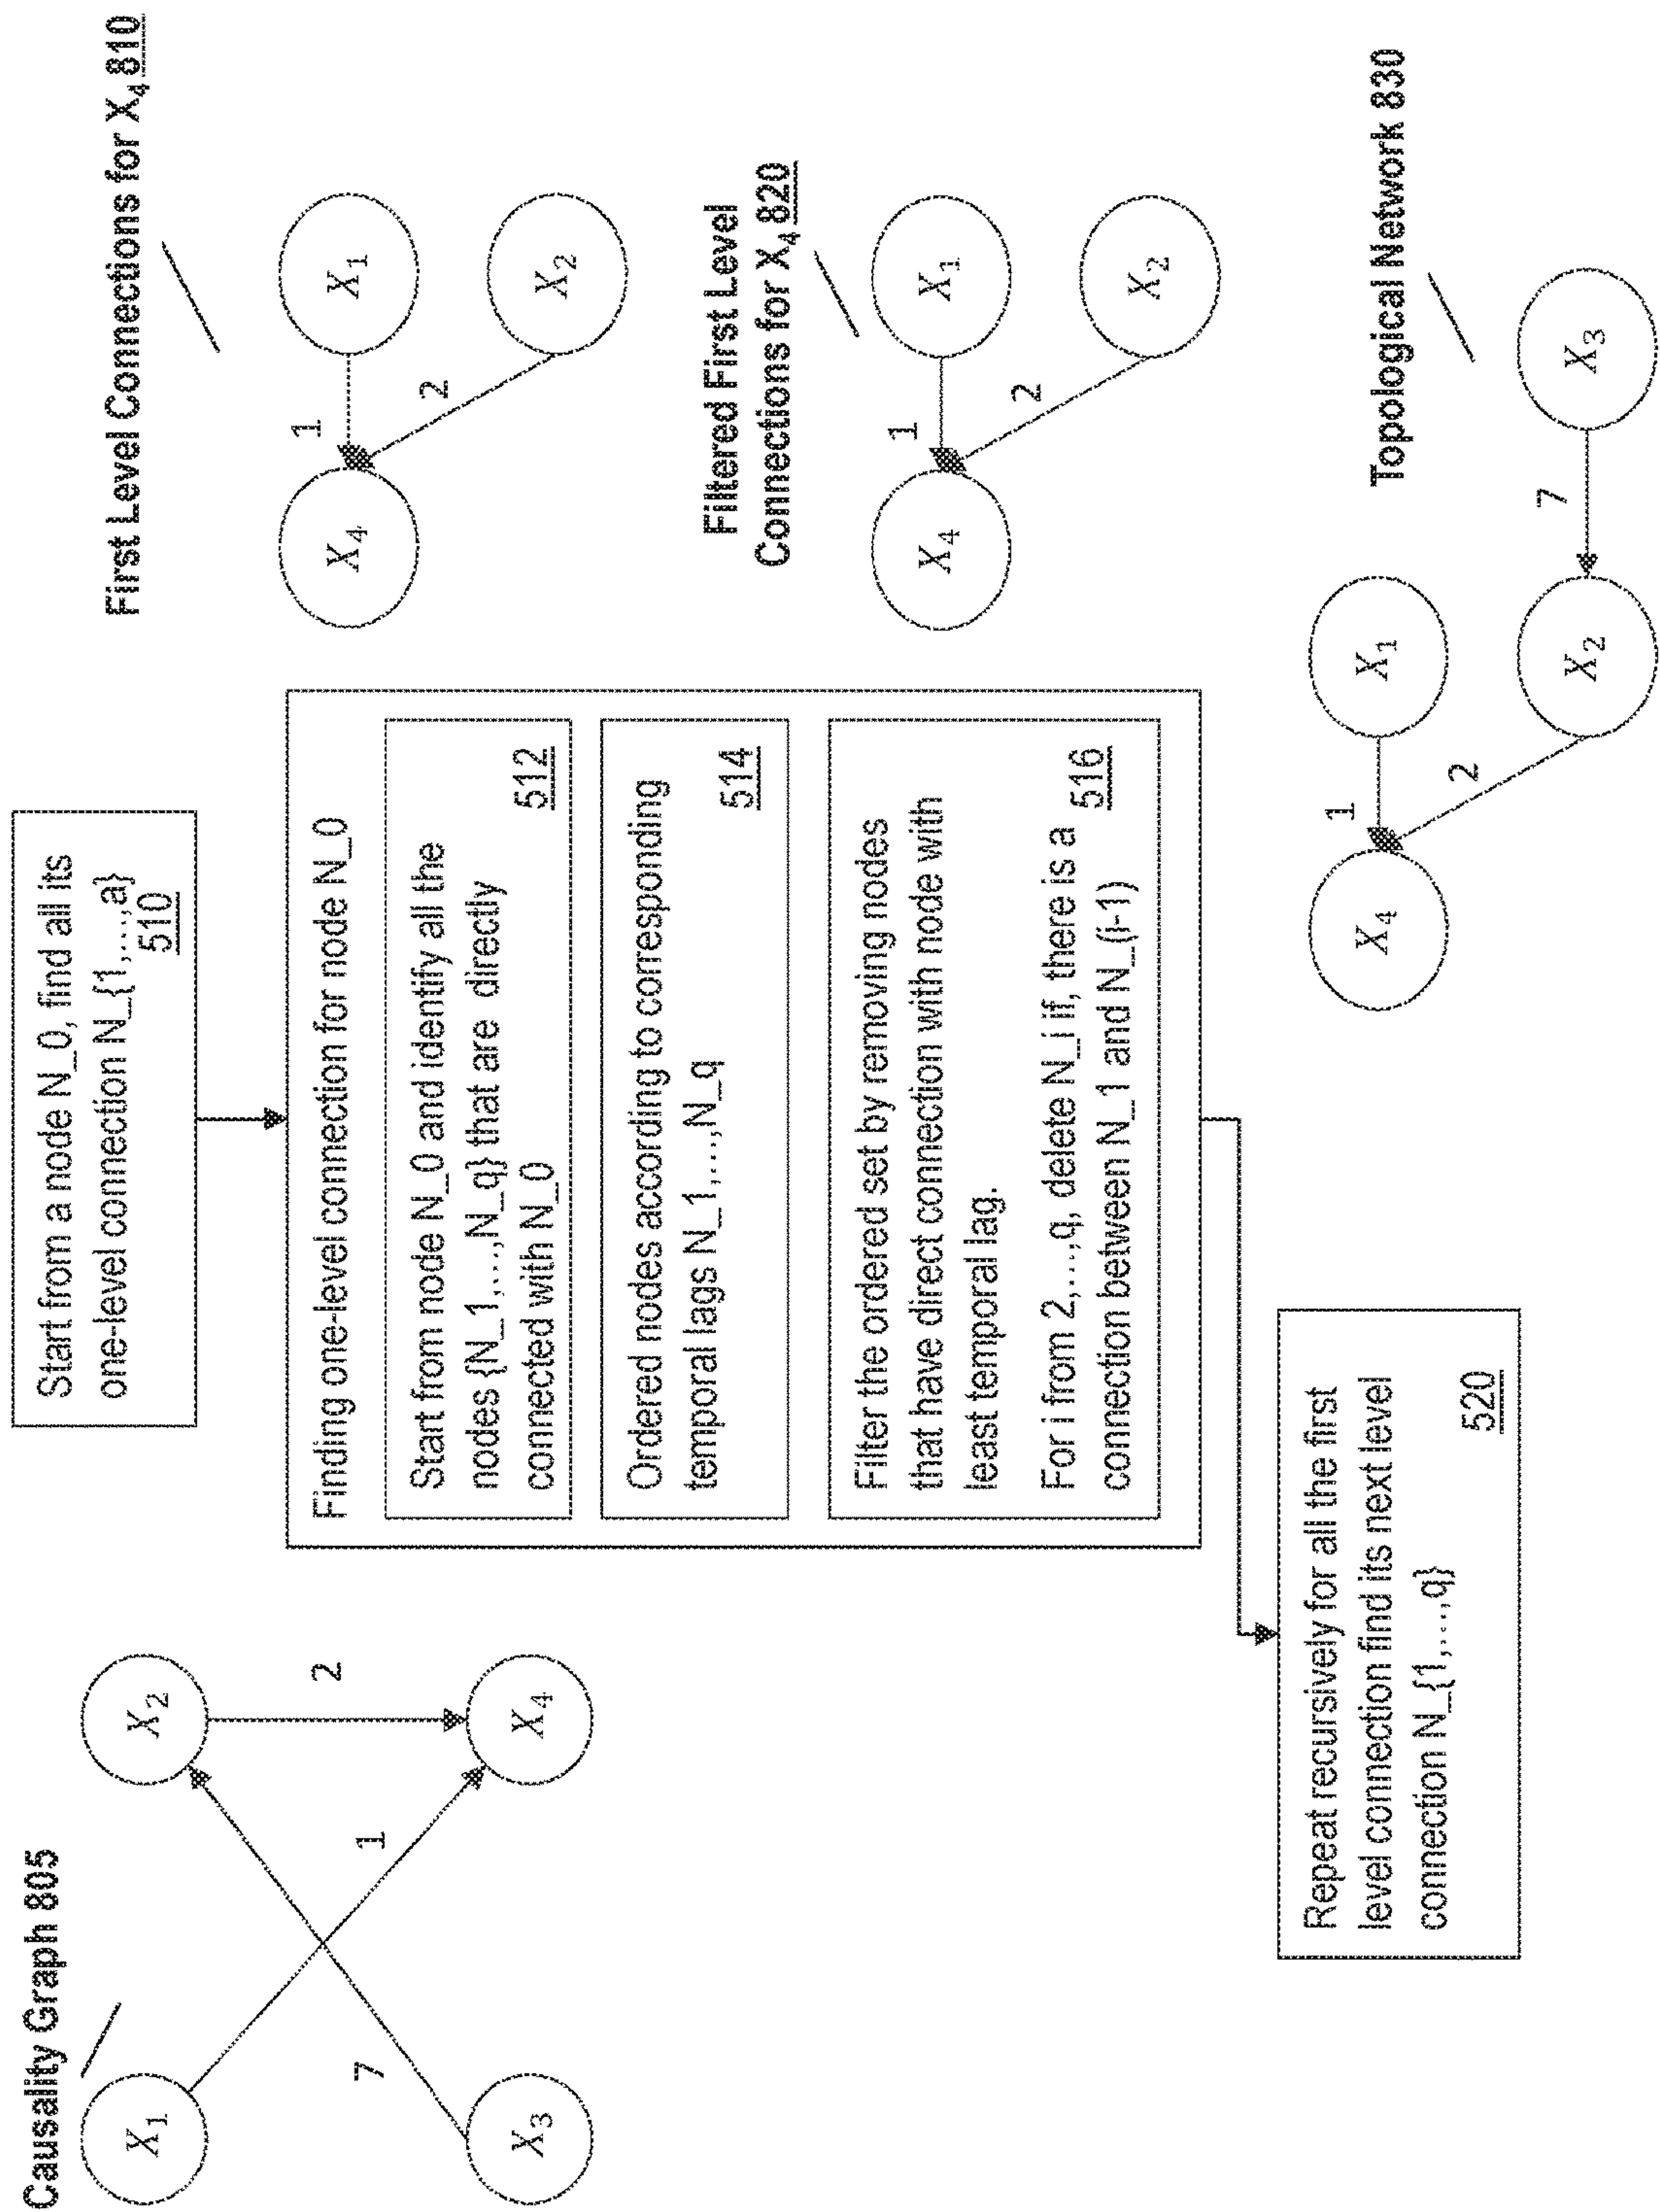 Causality Graph 805
X1
X2
7
1
2
X3
X4
Start from a node N_0, find all its
one-level connection N_{1,...,a}
510
Finding one-level connection for node N_0
Start from node N_0 and identify all the
nodes {N_1,...,N_q} that are directly
connected with N_0
512
Ordered nodes according to corresponding
temporal lags N_1,...,N_q
514
Filter the ordered set by removing nodes
that have direct connection with node with
least temporal lag.
For i from 2,...,q, delete N_i if, there is a
connection between N_1 and N_(i-1)
516
Repeat recursively for all the first
level connection find its next level
connection N_{1,...,q}
520
First Level Connections for X4 810
1
X4
X1
2
X2
Filtered First Level
Connections for X4 820
1
X4
X1
2
X2
Topological Network 830
1
X4
X1
2
7
X2
X3